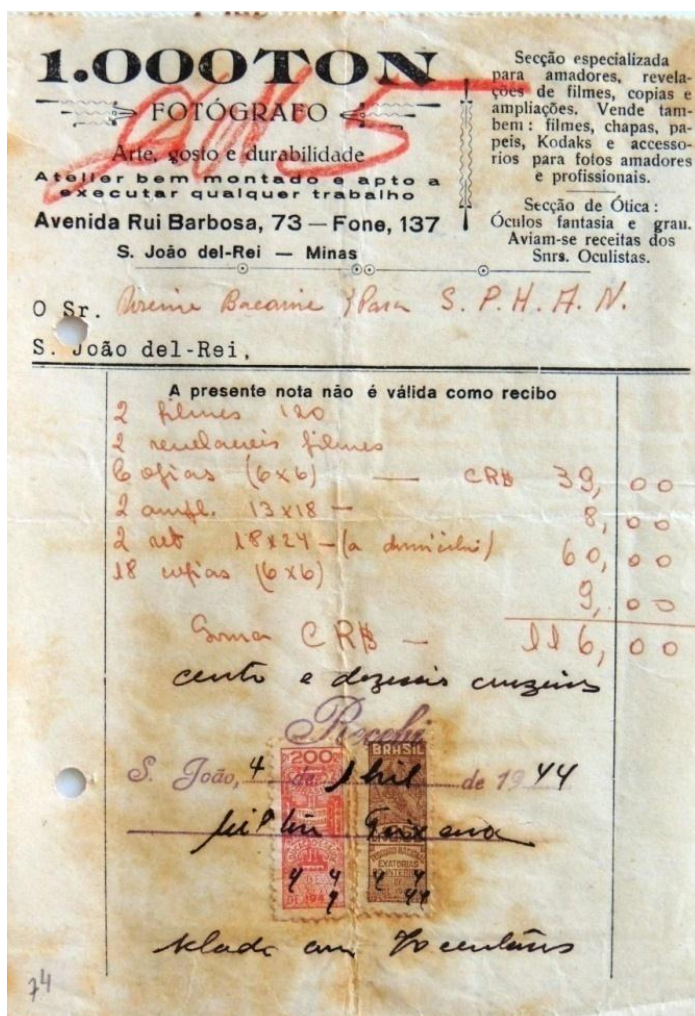 1.000TON
FOTÓGRAFO
Arte, gosto e durabilidade
Atelier bem montado e apto a
executar qualquer trabalho
Avenida Rui Barbosa, 73 — Fone, 137
S. João del-Rei — Minas
Secção especializada
para amadores, revela-
ções de filmes, copias e
ampliações. Vende tam-
bem: filmes, chapas, pa-
peis, Kodaks e accesso-
rios para fotos amadores
e profissionais.
Secção de Ótica:
Óculos fantasia e grau.
Aviam-se receitas dos
Snrs. Oculistas.
O Sr. Para S. P. H. A. N.
S. João del-Rei,
A presente nota não é válida como recibo
2 filmes 120
2 filmes
6 copias (6x6) — CR$ 39,00
2 ampl. 13x18 — 8,00
2 ret 18x24 — (a domicilio) 60,00
18 copias (6x6) 9,00
Soma CR$ — 116,00
cento e dezesseis cruzeiros
Recebi
S. João, 4 de Abril de 1944
Teixeira
200
BRASIL
4 4
DE 194
4 4
44
74